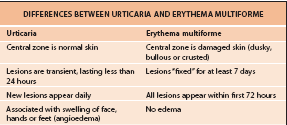 DIFFERENCES BETWEEN URTICARIA AND ERYTHEMA MULTIFORME
Urticaria
Erythema multiforme
Central zone is normal skin
Central zone is damaged skin (dusky,
bullous or crusted)
Lesions are transient, lasting less than
24 hours
Lesions "fixed" for at least 7 days
New lesions appear daily
All lesions appear within first 72 hours
Associated with swelling of face,
hands or feet (angioedema)
No edema